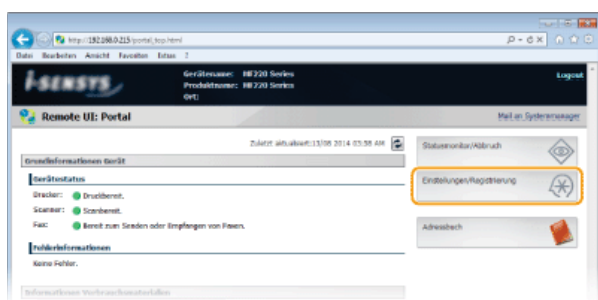 http://192.168.0.215/portal_top.html
Datei Bearbeiten Ansicht Favoriten Extras ?
i-SENSYS
Gerätename: MF220 Series
Produktname: MF220 Series
Ort:
Logout
Remote UI: Portal
Mail an Systemmanager
Zuletzt aktualisiert:13/08 2014 03:58 AM
Grundinformationen Gerät
Gerätestatus
Drucker: Druckbereit.
Scanner: Scanbereit.
Fax: Bereit zum Senden oder Empfangen von Faxen.
Fehlerinformationen
Keine Fehler.
Informationen Verbrauchsmaterialien
Statusmonitor/Abbruch
Einstellungen/Registrierung
Adressbuch